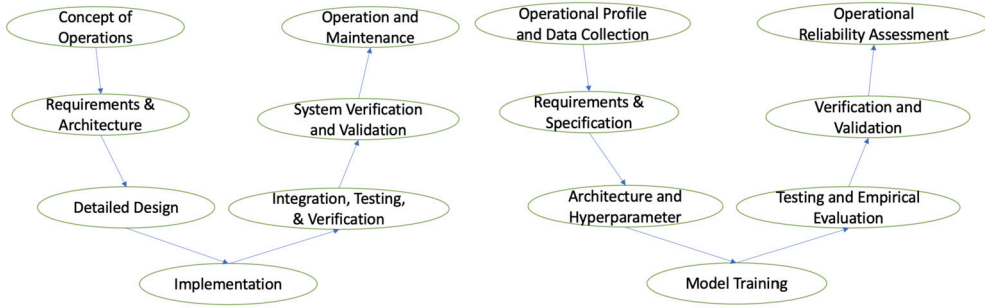 Concept of
Operations
Requirements &
Architecture
Detailed Design
Implementation
Integration, Testing,
& Verification
System Verification
and Validation
Operation and
Maintenance
Operational Profile
and Data Collection
Requirements &
Specification
Architecture and
Hyperparameter
Model Training
Testing and Empirical
Evaluation
Verification and
Validation
Operational
Reliability Assessment